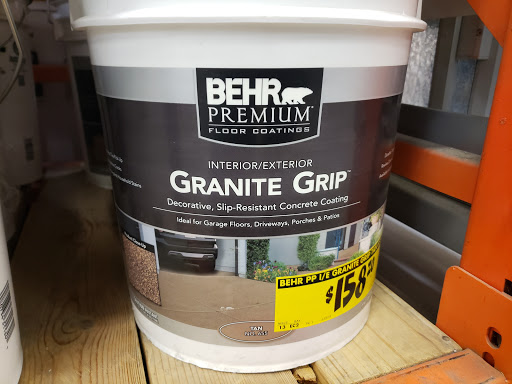 BEHR
PREMIUM
FLOOR COATINGS
INTERIOR/EXTERIOR
GRANITE GRIP™
Decorative, Slip-Resistant Concrete Coating
Ideal for Garage Floors, Driveways, Porches & Patios
BEHR PP I/E GRANITE
$158
TAN